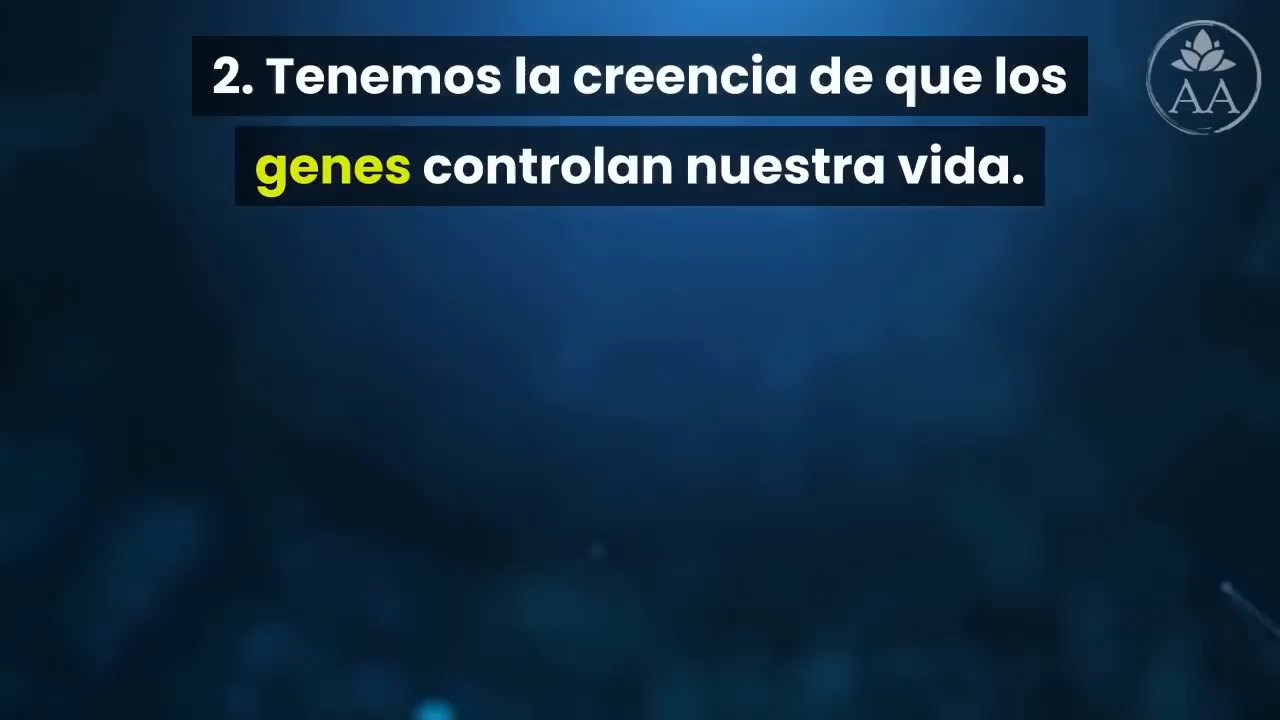 2. Tenemos la creencia de que los
genes controlan nuestra vida.
AA